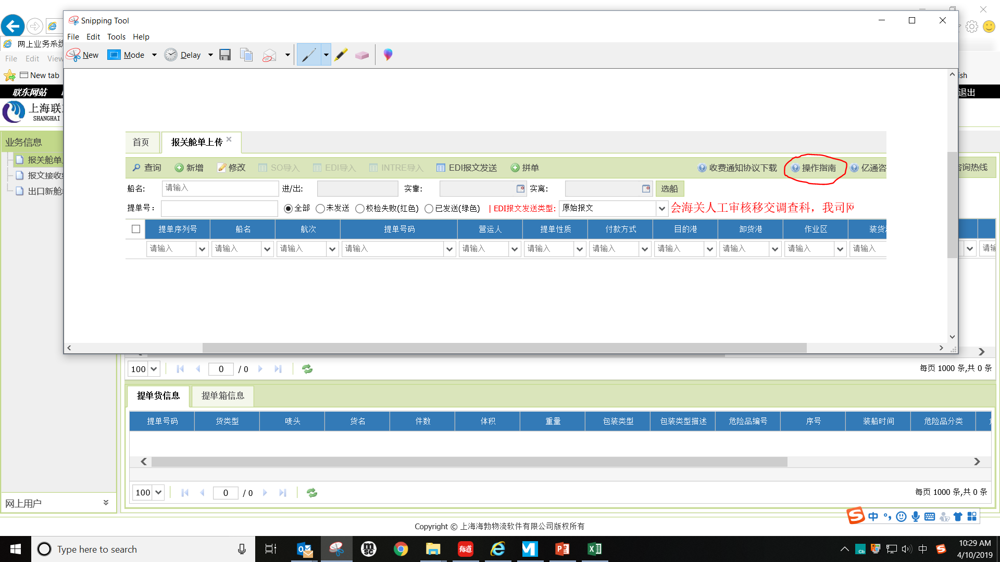 Snipping Tool
File Edit Tools Help
New Mode Delay
网上业务系统
File Edit View
New tab
联东网站
退出
上海联
SHANGHAI
业务信息
报关舱单
报文接收
出口新舱
网上用户
首页 报关舱单上传
查询 新增 修改 SO导入 EDI导入 INTRE导入 EDI报文发送 拼单 收费通知协议下载 操作指南 亿通咨
询热线
船名: 请输入 进/出: 实靠: 实离: 选船
提单号: 全部 未发送 校检失败(红色) 已发送(绿色) | EDI报文发送类型: 原始报文 会海关人工审核移交调查科，我司网
提单序列号 船名 航次 提单号码 营运人 提单性质 付款方式 目的港 卸货港 作业区 装货
请输入 请输入 请输入 请输入 请输入 请输入 请输入 请输入 请输入 请输入 请输入
100 0 / 0 每页 1000 条,共 0 条
提单货信息 提单箱信息
提单号码 货类型 唛头 货名 件数 体积 重量 包装类型 包装类型描述 危险品编号 序号 装船时间 危险品分类
100 0 / 0 每页 1000 条,共 0 条
中
Copyright © 上海海勃物流软件有限公司版权所有
Type here to search
有道
中
10:29 AM
4/10/2019